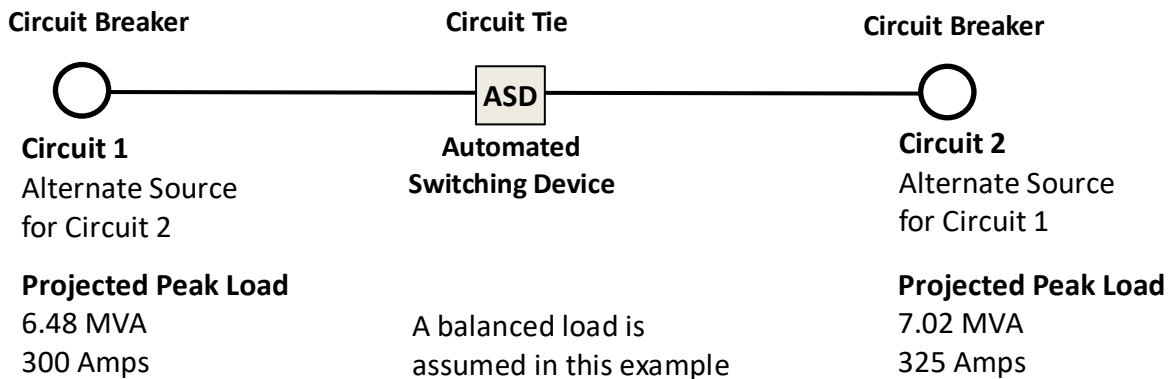 Circuit Breaker
Circuit Tie
Circuit Breaker
ASD
Circuit 1
Alternate Source
for Circuit 2
Automated
Switching Device
Circuit 2
Alternate Source
for Circuit 1
Projected Peak Load
6.48 MVA
300 Amps
A balanced load is
assumed in this example
Projected Peak Load
7.02 MVA
325 Amps